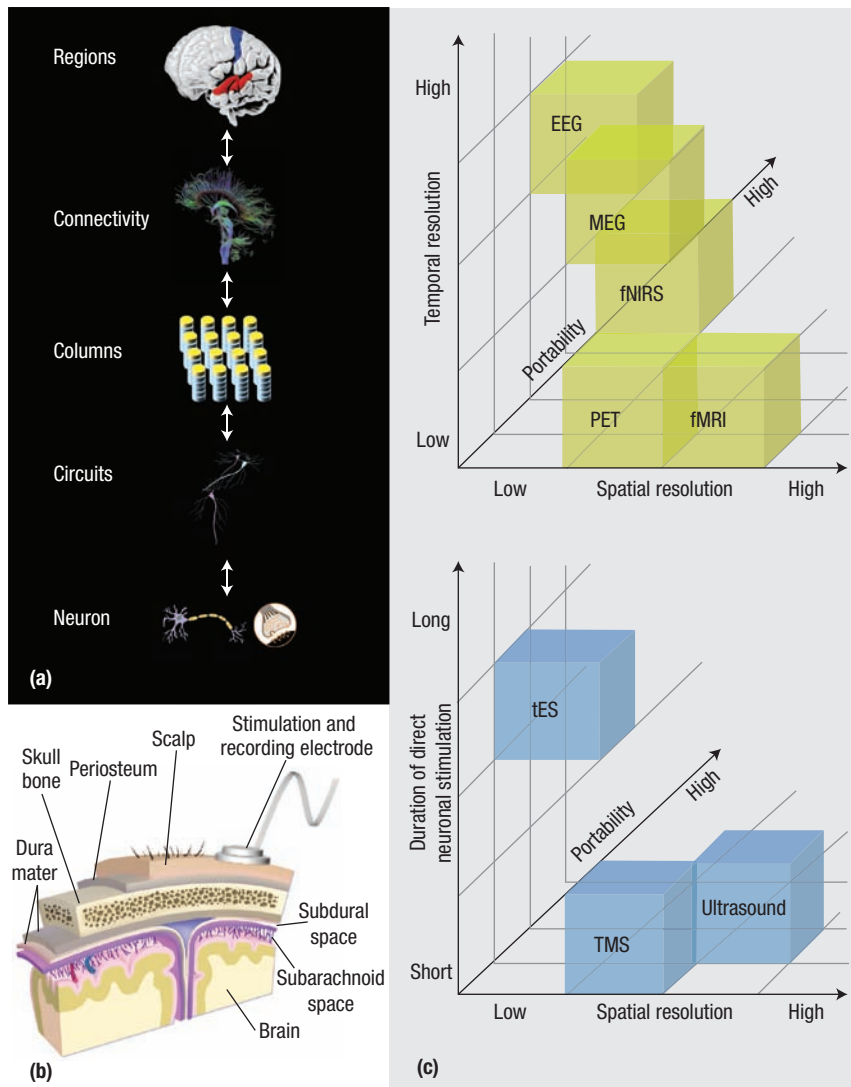 Regions
Connectivity
Columns
Circuits
Neuron
(a)
Stimulation and
recording electrode
Scalp
Periosteum
Skull
bone
Dura
mater
Subdural
space
Subarachnoid
space
Brain
(b)
High
Temporal resolution
Low
EEG
MEG
fNIRS
PET
fMRI
Portability
High
Low
Spatial resolution
High
Long
Duration of direct
neuronal stimulation
Short
tES
TMS
Ultrasound
Portability
High
Low
Spatial resolution
High
(c)